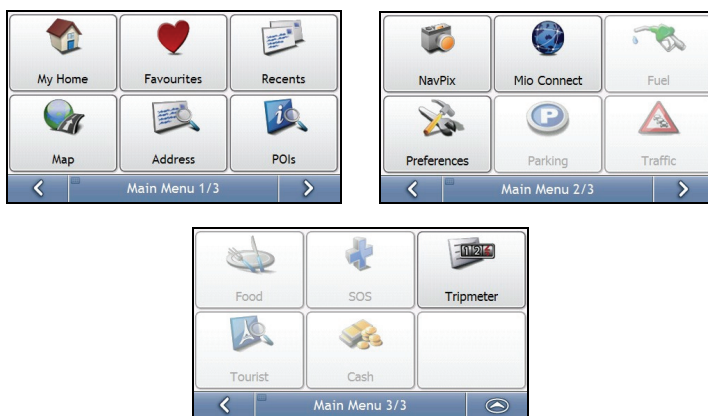 My Home Favourites Recents
Map Address POIs
Main Menu 1/3
NavPix Mio Connect Fuel
Preferences Parking Traffic
Main Menu 2/3
Food SOS Tripmeter
Tourist Cash
Main Menu 3/3